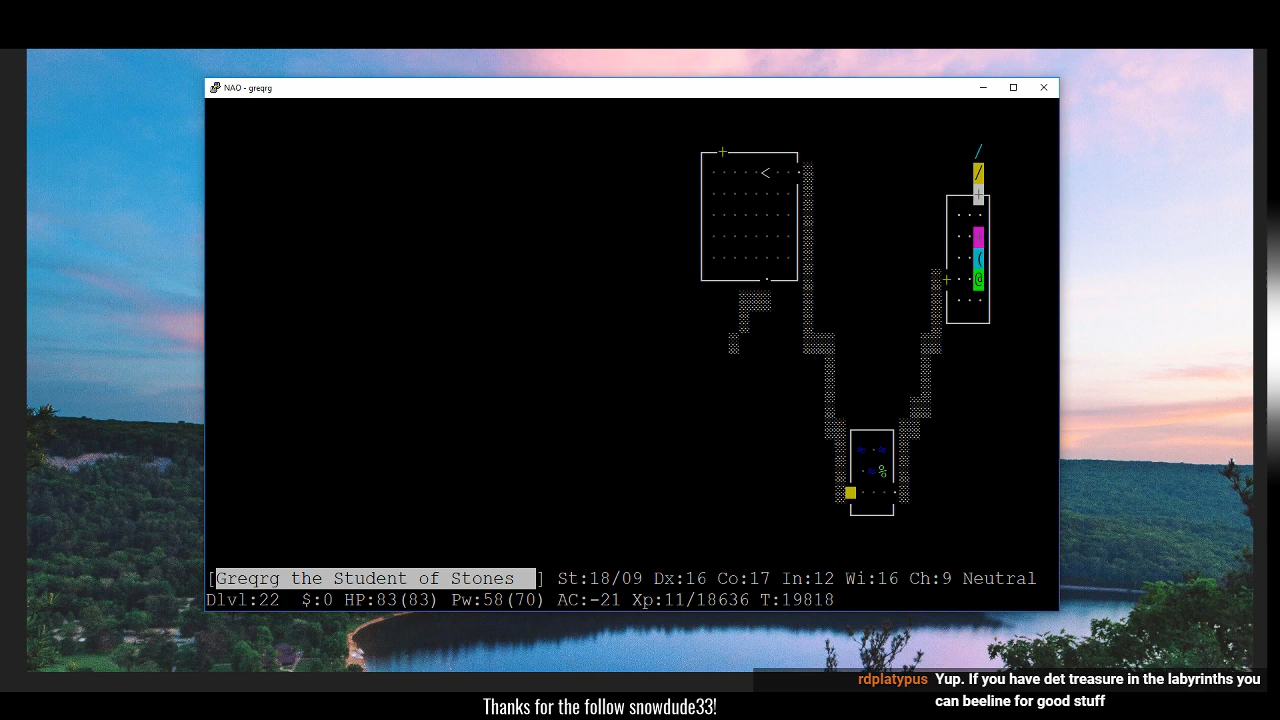 NAO - greqrg
[Greqrg the Student of Stones ] St:18/09 Dx:16 Co:17 In:12 Wi:16 Ch:9 Neutral
Dlvl:22 $:0 HP:83(83) Pw:58(70) AC:-21 Xp:11/18636 T:19818
rdplatypus Yup. If you have det treasure in the labyrinths you
can beeline for good stuff
Thanks for the follow snowdude33!